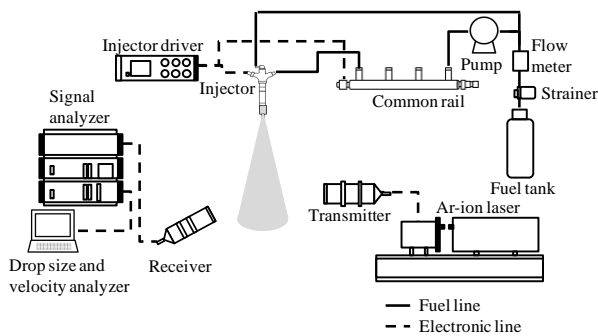 Injector driver
Injector
Pump
Flow
meter
Common rail
Strainer
Signal
analyzer
Fuel tank
Ar-ion laser
Transmitter
Receiver
Drop size and
velocity analyzer
Fuel line
Electronic line